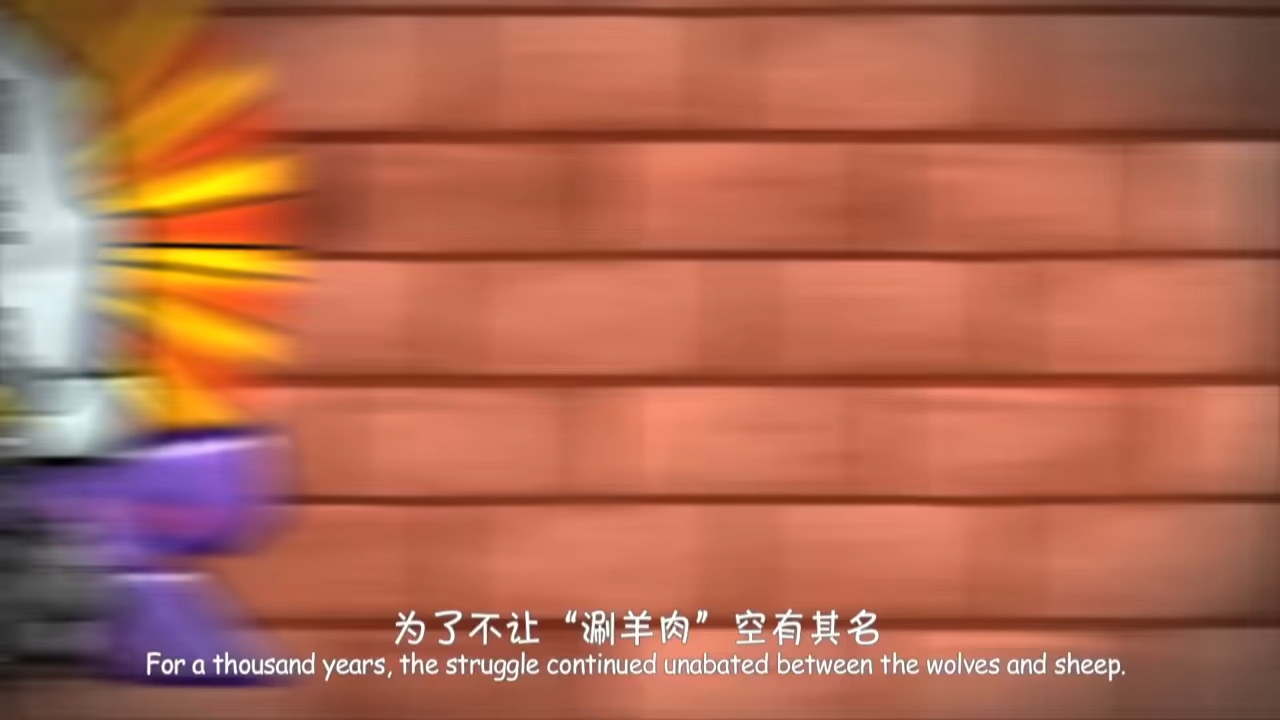 为了不让“涮羊肉”空有其名
For a thousand years, the struggle continued unabated between the wolves and sheep.